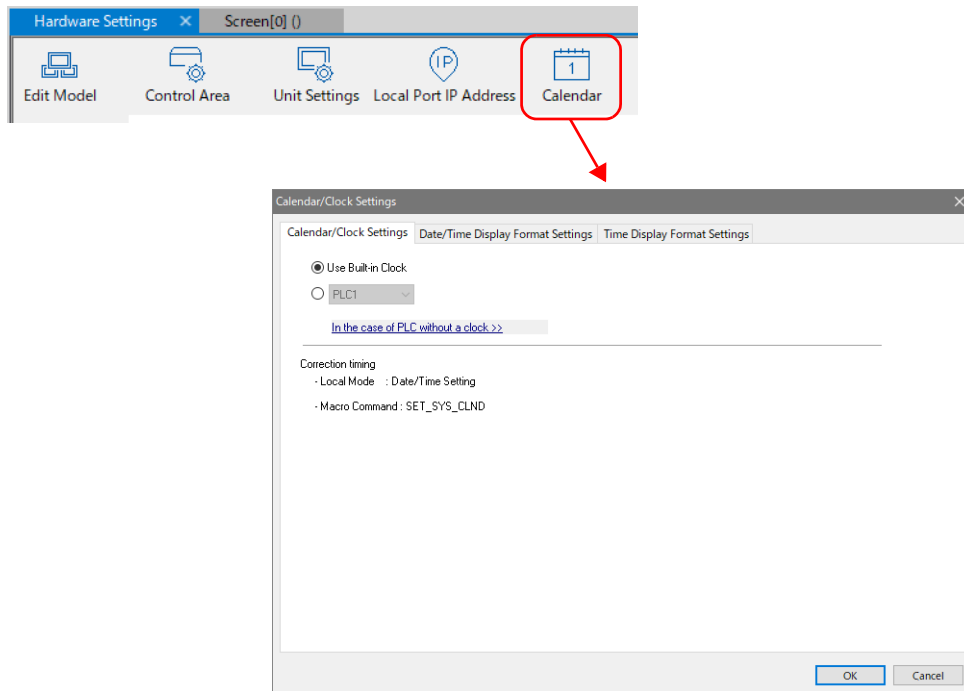 Hardware Settings × Screen[0] ()
IP 1
Edit Model Control Area Unit Settings Local Port IP Address Calendar
Calendar/Clock Settings
Calendar/Clock Settings Date/Time Display Format Settings Time Display Format Settings
Use Built-in Clock
PLC1
In the case of PLC without a clock >>
Correction timing
- Local Mode : Date/Time Setting
- Macro Command : SET_SYS_CLND
OK Cancel